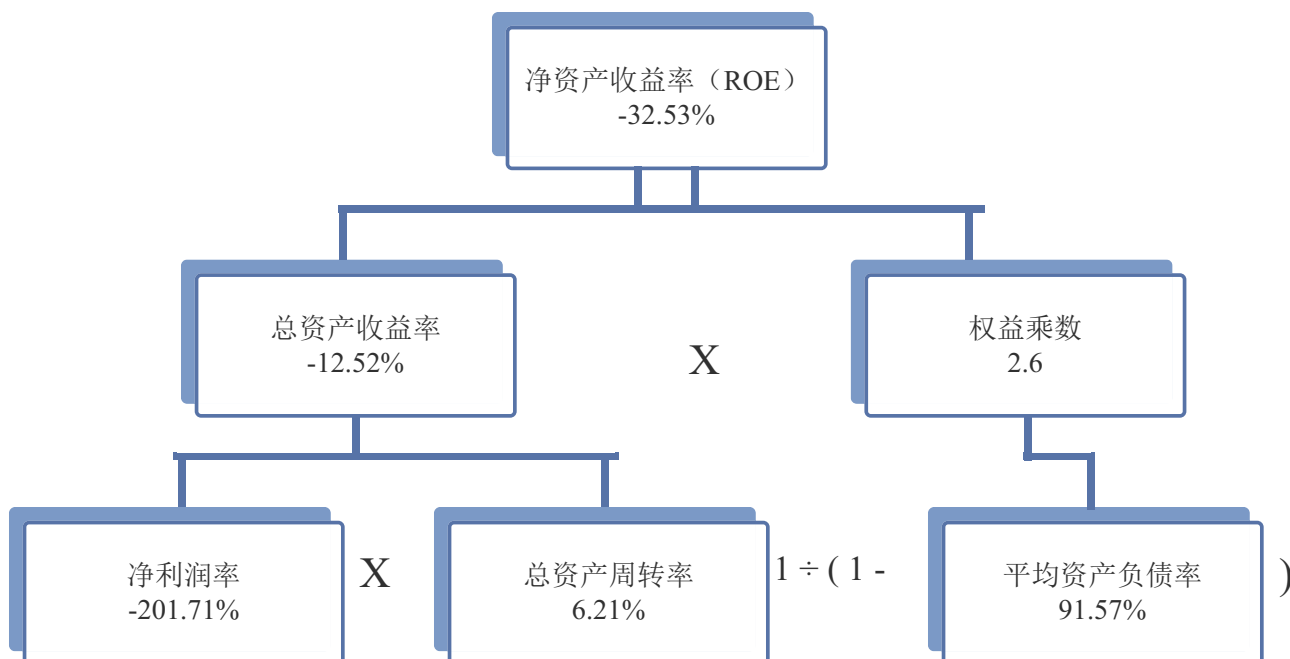 净资产收益率（ROE）
-32.53%
总资产收益率
-12.52%
X
权益乘数
2.6
净利润率
-201.71%
X
总资产周转率
6.21%
1 ÷ ( 1 -
平均资产负债率
91.57%
)